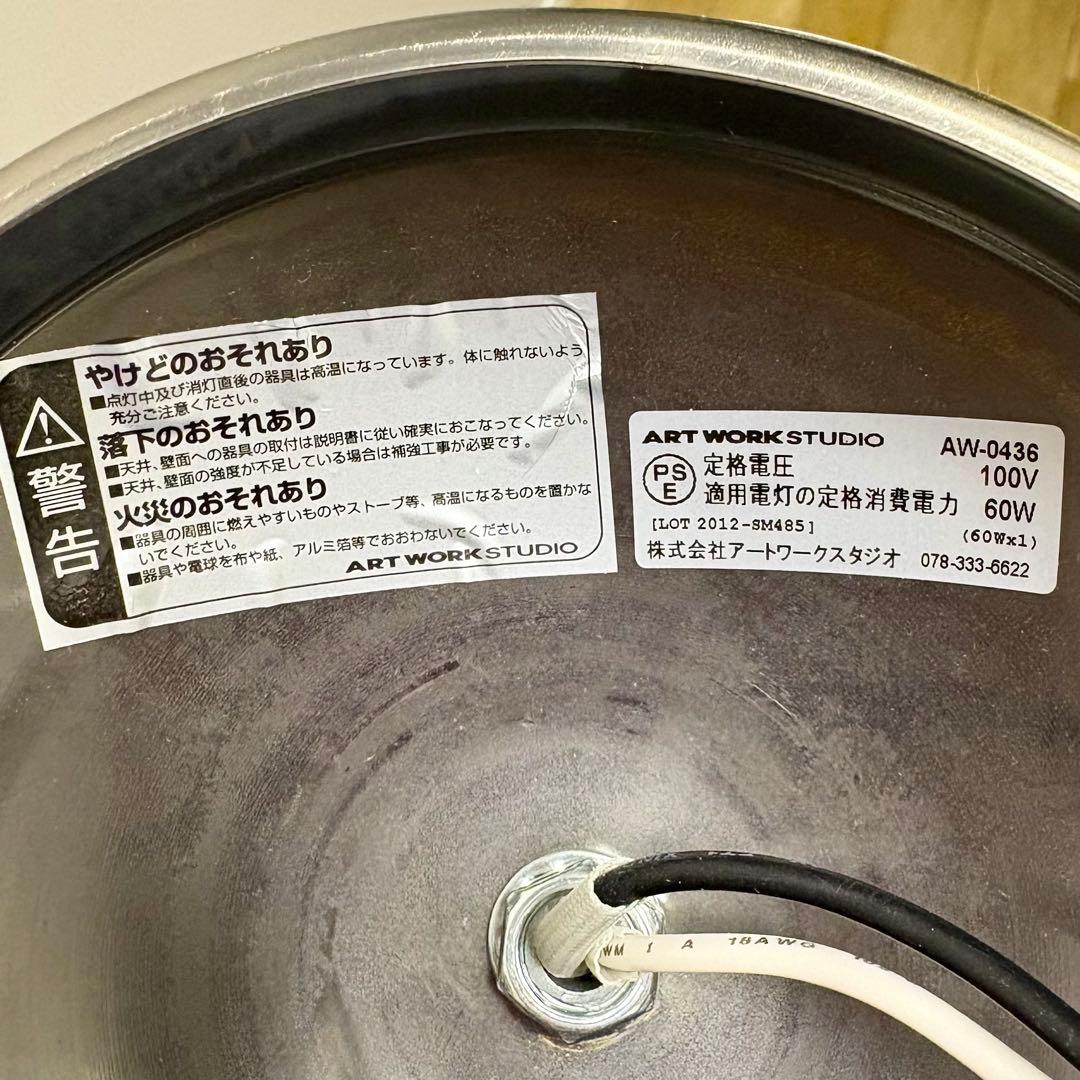 警告
やけどのおそれあり
■点灯中及び消灯直後の器具は高温になっています。体に触れないよう
充分ご注意ください。
落下のおそれあり
■天井、壁面への器具の取付は説明書に従い確実におこなってください。
■天井、壁面の強度が不足している場合は補強工事が必要です。
火災のおそれあり
■器具の周囲に燃えやすいものやストーブ等、高温になるものを置かな
いでください。
■器具や電球を布や紙、アルミ箔等でおおわないでください。
ART WORK STUDIO
ART WORK STUDIO AW-0436
PSE 定格電圧 100V
適用電灯の定格消費電力 60W
[LOT 2012-SM485] (60Wx1)
株式会社アートワークスタジオ 078-333-6622
WM 1 A 18AWG